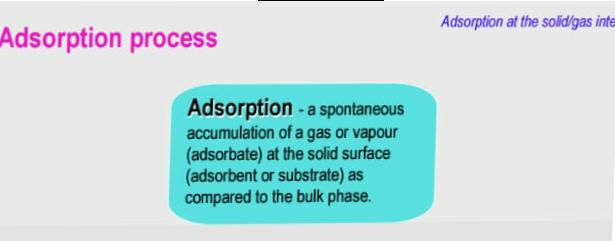 Adsorption at the solid/gas inte
Adsorption process
Adsorption - a spontaneous
accumulation of a gas or vapour
(adsorbate) at the solid surface
(adsorbent or substrate) as
compared to the bulk phase.